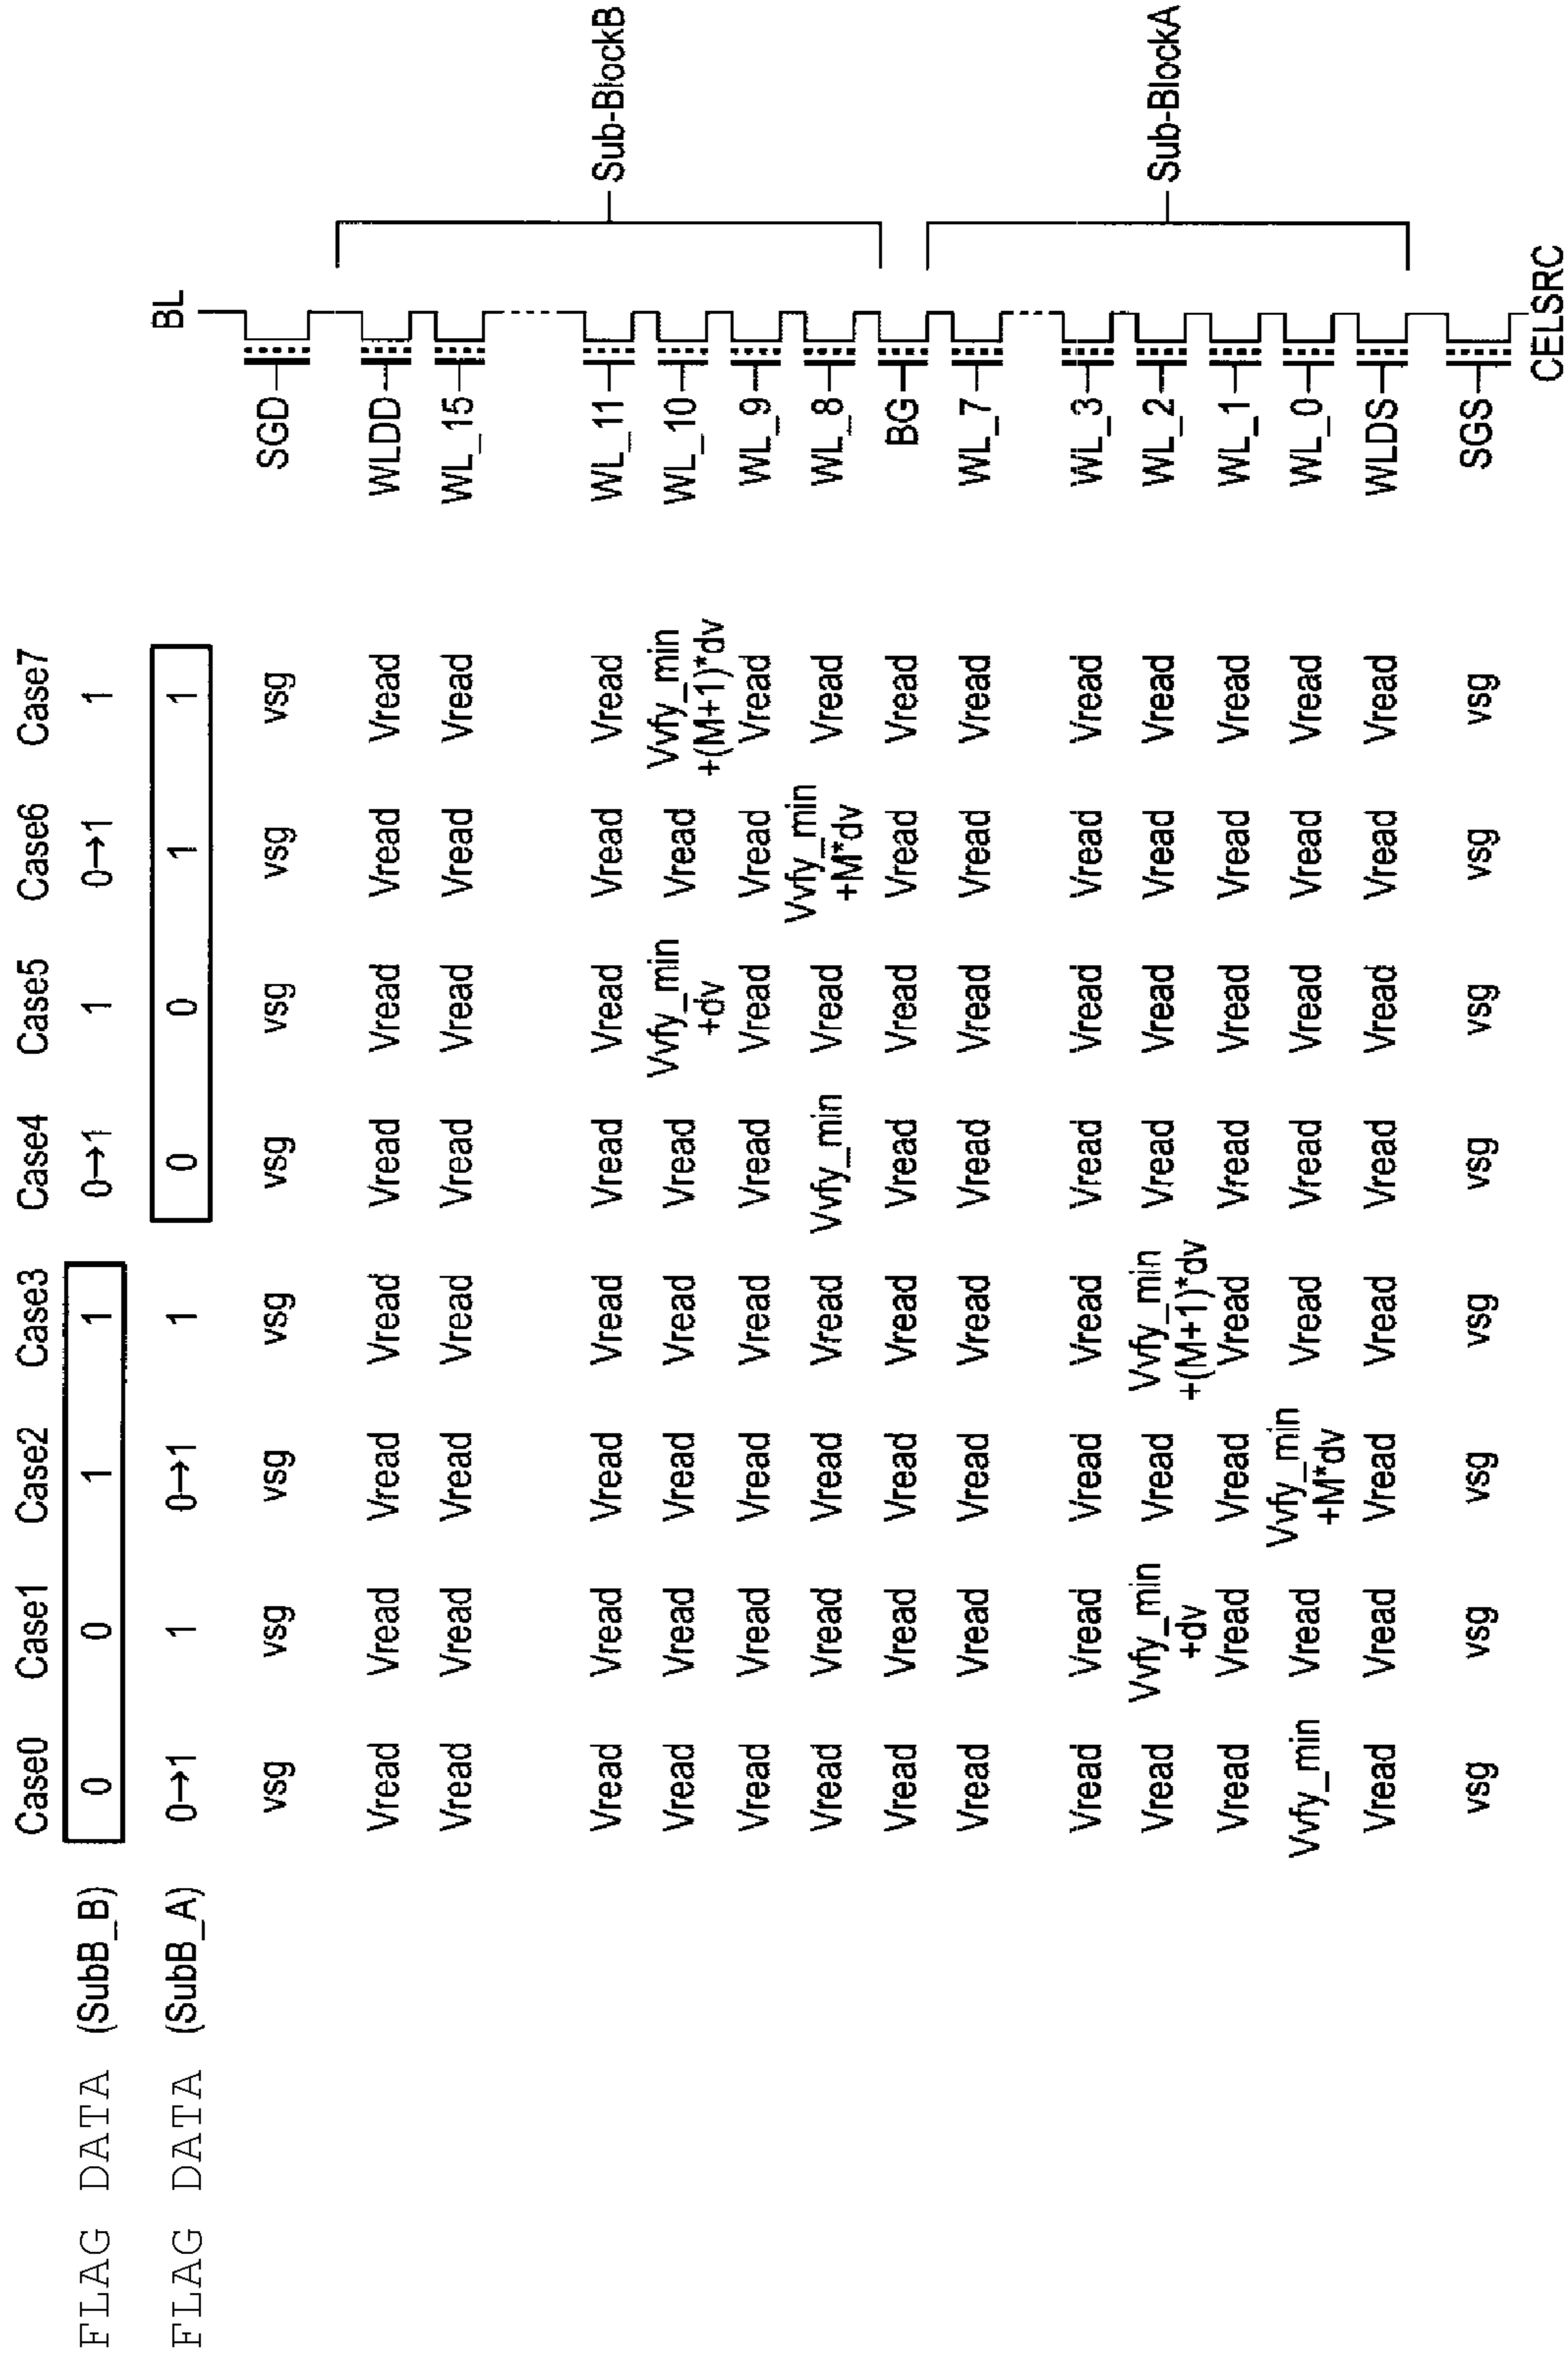 Case0 Case1 Case2 Case3 Case4 Case5 Case6 Case7
FLAG DATA (SubB_B) 0 0 1 1 0→1 1 0→1 1
FLAG DATA (SubB_A) 0→1 1 0→1 1 0 0 1 1
BL
vsg vsg vsg vsg vsg vsg vsg vsg SGD
Vread Vread Vread Vread Vread Vread Vread Vread WLDD
Vread Vread Vread Vread Vread Vread Vread Vread WL_15
Vread Vread Vread Vread Vread Vread Vread Vread WL_11
Sub-BlockB
Vread Vread Vread Vread Vread Vvfy_min Vread Vvfy_min WL_10
+dv +(M+1)*dv
Vread Vread Vread Vread Vread Vread Vread Vread WL_9
Vread Vread Vread Vread Vvfy_min Vread Vvfy_min Vread WL_8
+M*dv
Vread Vread Vread Vread Vread Vread Vread Vread BG
Vread Vread Vread Vread Vread Vread Vread Vread WL_7
Vread Vread Vread Vread Vread Vread Vread Vread WL_3
Vread Vvfy_min Vread Vvfy_min Vread Vread Vread Vread WL_2
Sub-BlockA
+dv +(M+1)*dv
Vread Vread Vread Vread Vread Vread Vread Vread WL_1
Vvfy_min Vread Vvfy_min Vread Vread Vread Vread Vread WL_0
+M*dv
Vread Vread Vread Vread Vread Vread Vread Vread WLDS
vsg vsg vsg vsg vsg vsg vsg vsg SGS
CELSRC